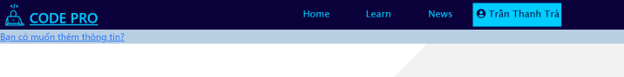 CODE PRO Home Learn News Trần Thanh Trà
Bạn có muốn thêm thông tin?